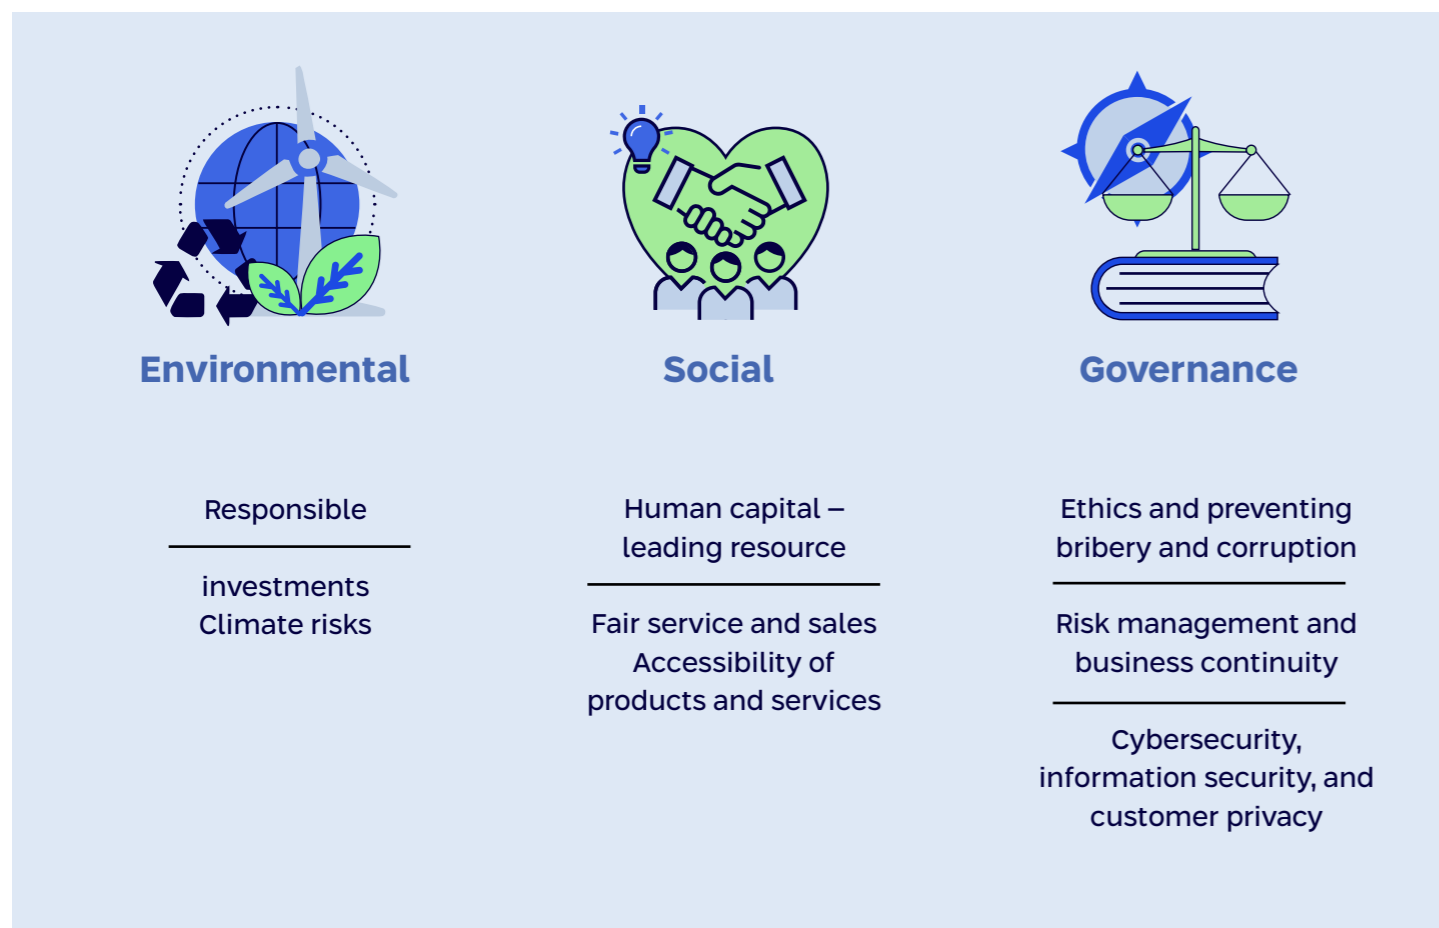 Environmental
Responsible
investments
Climate risks
Social
Human capital –
leading resource
Fair service and sales
Accessibility of
products and services
Governance
Ethics and preventing
bribery and corruption
Risk management and
business continuity
Cybersecurity,
information security, and
customer privacy